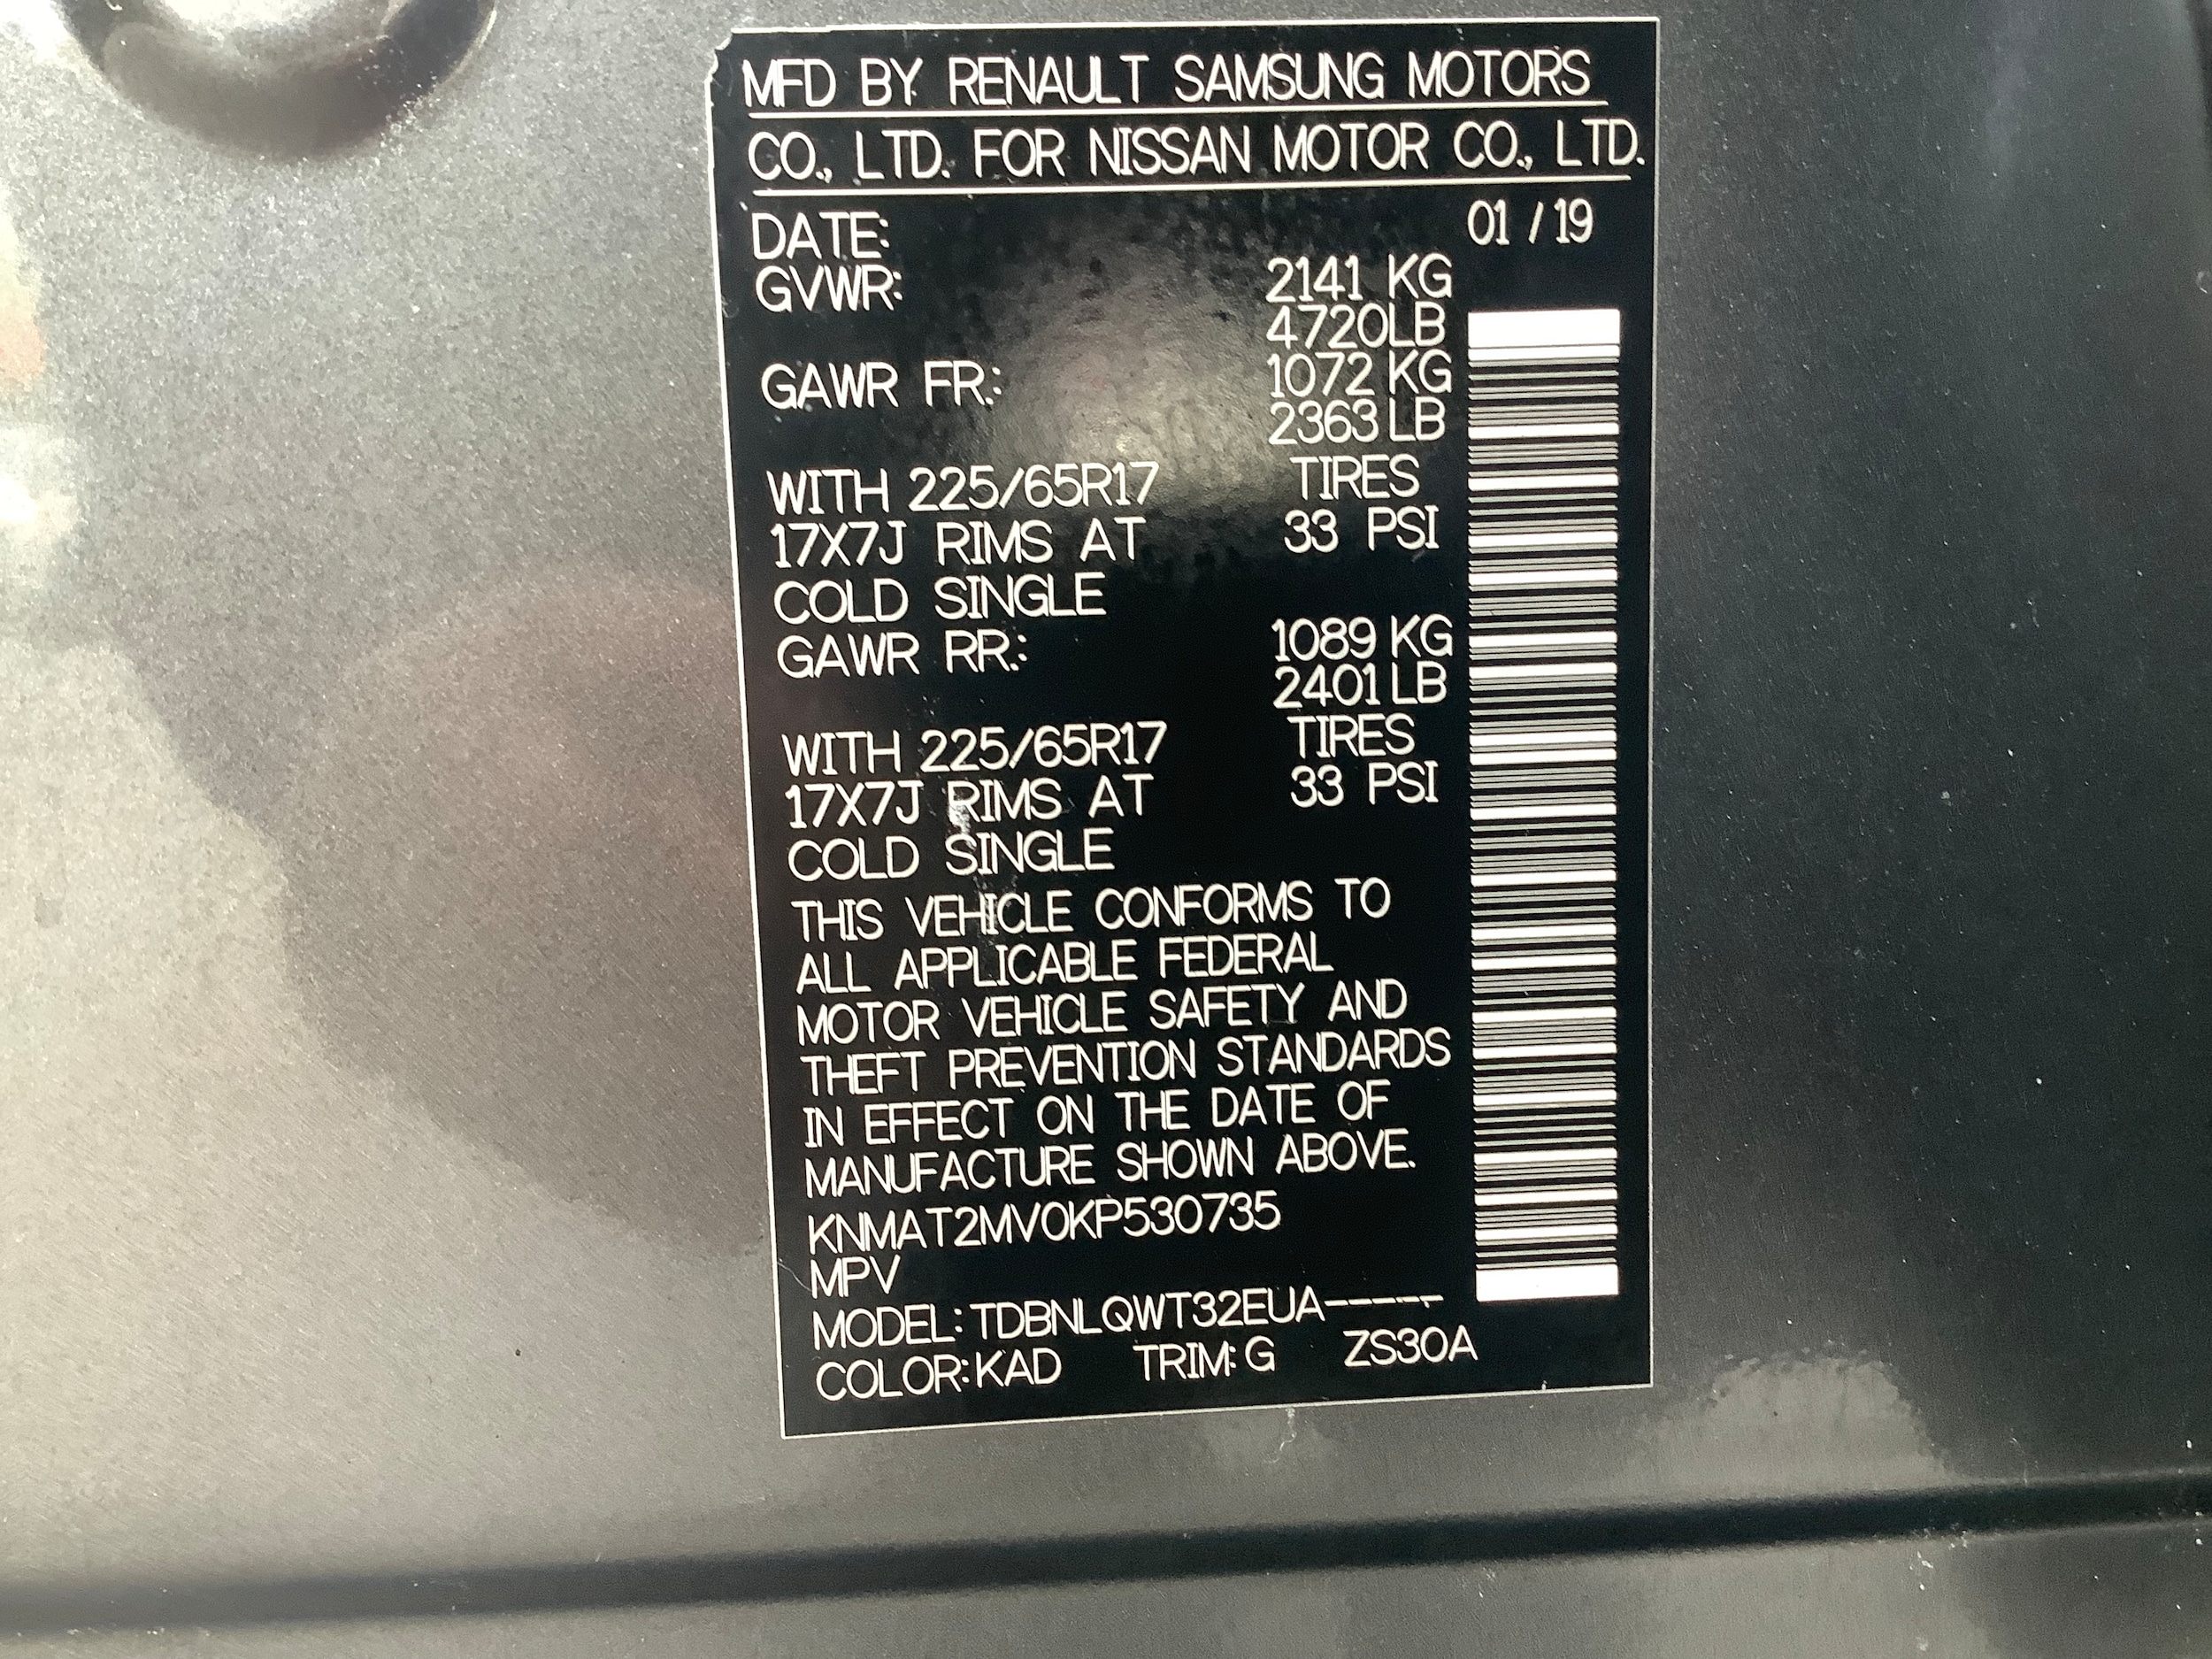 MFD BY RENAULT SAMSUNG MOTORS
CO., LTD. FOR NISSAN MOTOR CO., LTD.
DATE: 01 / 19
GVWR: 2141 KG
4720LB
GAWR FR.: 1072 KG
2363 LB
WITH 225/65R17 TIRES
17X7J RIMS AT 33 PSI
COLD SINGLE
GAWR RR.: 1089 KG
2401 LB
WITH 225/65R17 TIRES
17X7J RIMS AT 33 PSI
COLD SINGLE
THIS VEHICLE CONFORMS TO
ALL APPLICABLE FEDERAL
MOTOR VEHICLE SAFETY AND
THEFT PREVENTION STANDARDS
IN EFFECT ON THE DATE OF
MANUFACTURE SHOWN ABOVE.
KNMAT2MV0KP530735
MPV
MODEL: TDBNLQWT32EUA-----
COLOR: KAD TRIM: G ZS30A